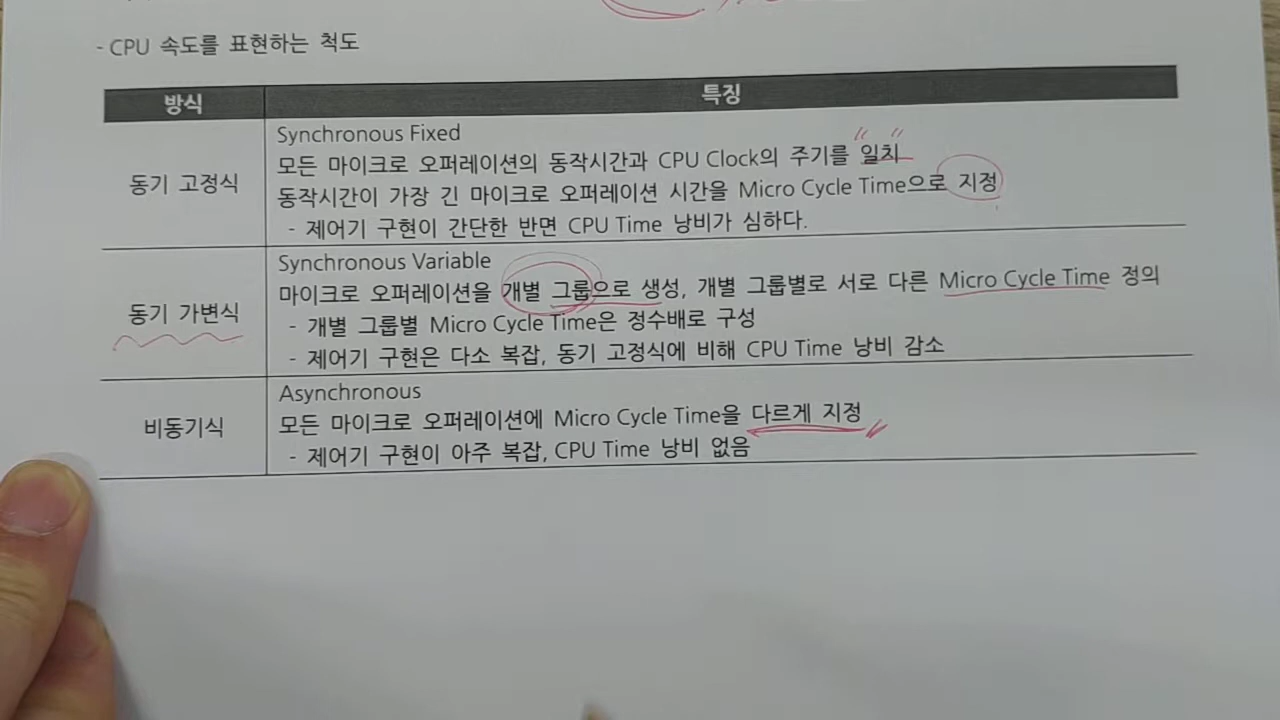 - CPU 속도를 표현하는 척도
방식 특징
동기 고정식
Synchronous Fixed
모든 마이크로 오퍼레이션의 동작시간과 CPU Clock의 주기를 일치
동작시간이 가장 긴 마이크로 오퍼레이션 시간을 Micro Cycle Time으로 지정
- 제어기 구현이 간단한 반면 CPU Time 낭비가 심하다.
동기 가변식
Synchronous Variable
마이크로 오퍼레이션을 개별 그룹으로 생성, 개별 그룹별로 서로 다른 Micro Cycle Time 정의
- 개별 그룹별 Micro Cycle Time은 정수배로 구성
- 제어기 구현은 다소 복잡, 동기 고정식에 비해 CPU Time 낭비 감소
비동기식
Asynchronous
모든 마이크로 오퍼레이션에 Micro Cycle Time을 다르게 지정
- 제어기 구현이 아주 복잡, CPU Time 낭비 없음